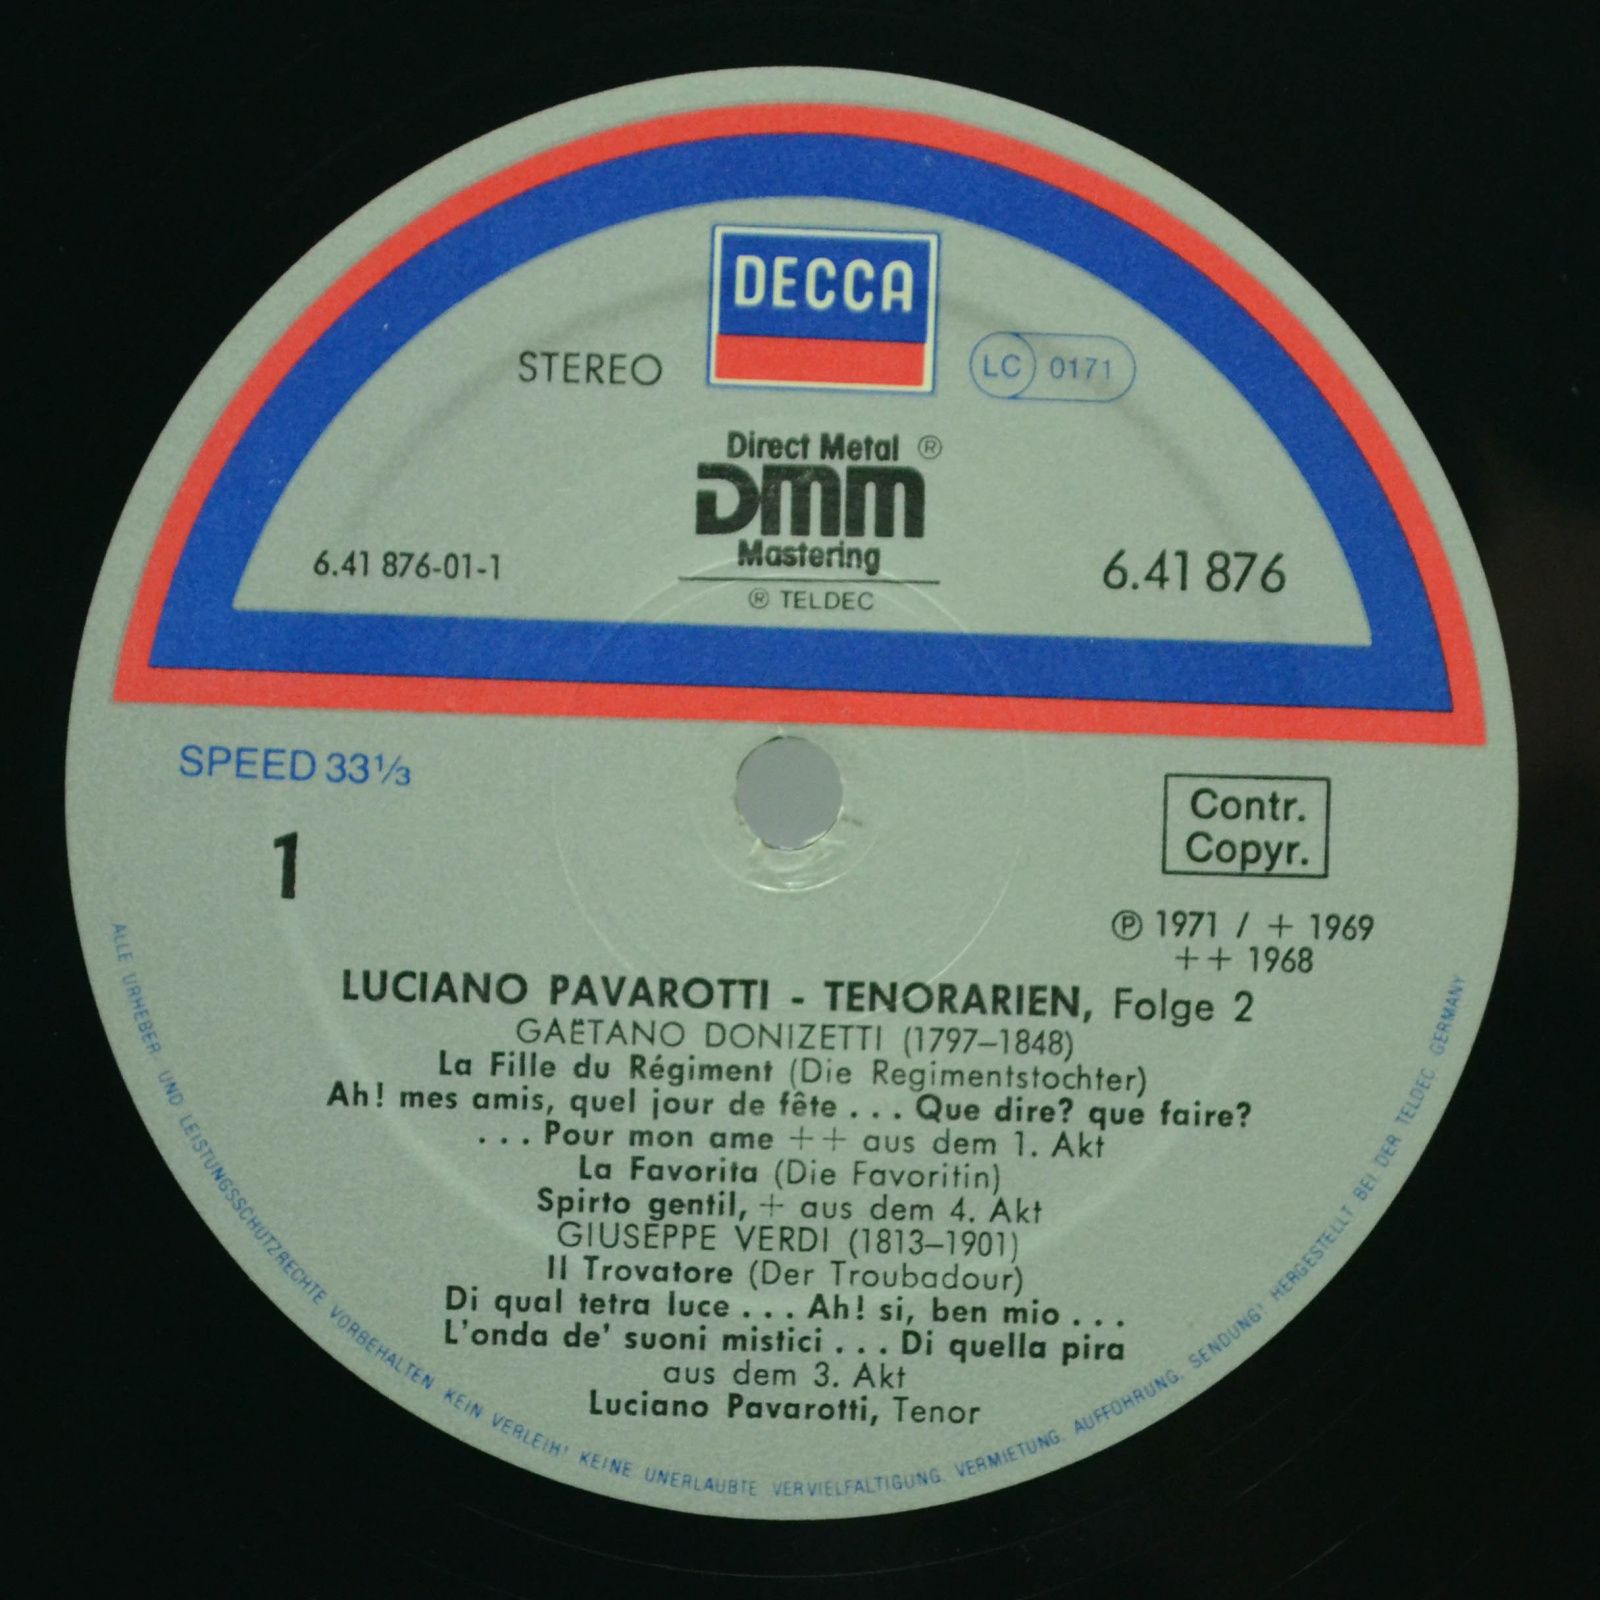 DECCA
STEREO
LC 0171
Direct Metal ®
DMM
Mastering
® TELDEC
6.41 876-01-1
6.41 876
SPEED 33⅓
1
Contr.
Copyr.
℗ 1971 / + 1969
++ 1968
LUCIANO PAVAROTTI - TENORARIEN, Folge 2
GAËTANO DONIZETTI (1797–1848)
La Fille du Régiment (Die Regimentstochter)
Ah! mes amis, quel jour de fête . . . Que dire? que faire?
. . . Pour mon ame ++ aus dem 1. Akt
La Favorita (Die Favoritin)
Spirto gentil, + aus dem 4. Akt
GIUSEPPE VERDI (1813–1901)
Il Trovatore (Der Troubadour)
Di qual tetra luce . . . Ah! si, ben mio . . .
L'onda de' suoni mistici . . . Di quella pira
aus dem 3. Akt
Luciano Pavarotti, Tenor
ALLE URHEBER UND LEISTUNGSSCHUTZRECHTE VORBEHALTEN KEIN VERLEIH! KEINE UNERLAUBTE VERVIELFÄLTIGUNG, VERMIETUNG, AUFFÜHRUNG, SENDUNG! HERGESTELLT BEI DER TELDEC GERMANY